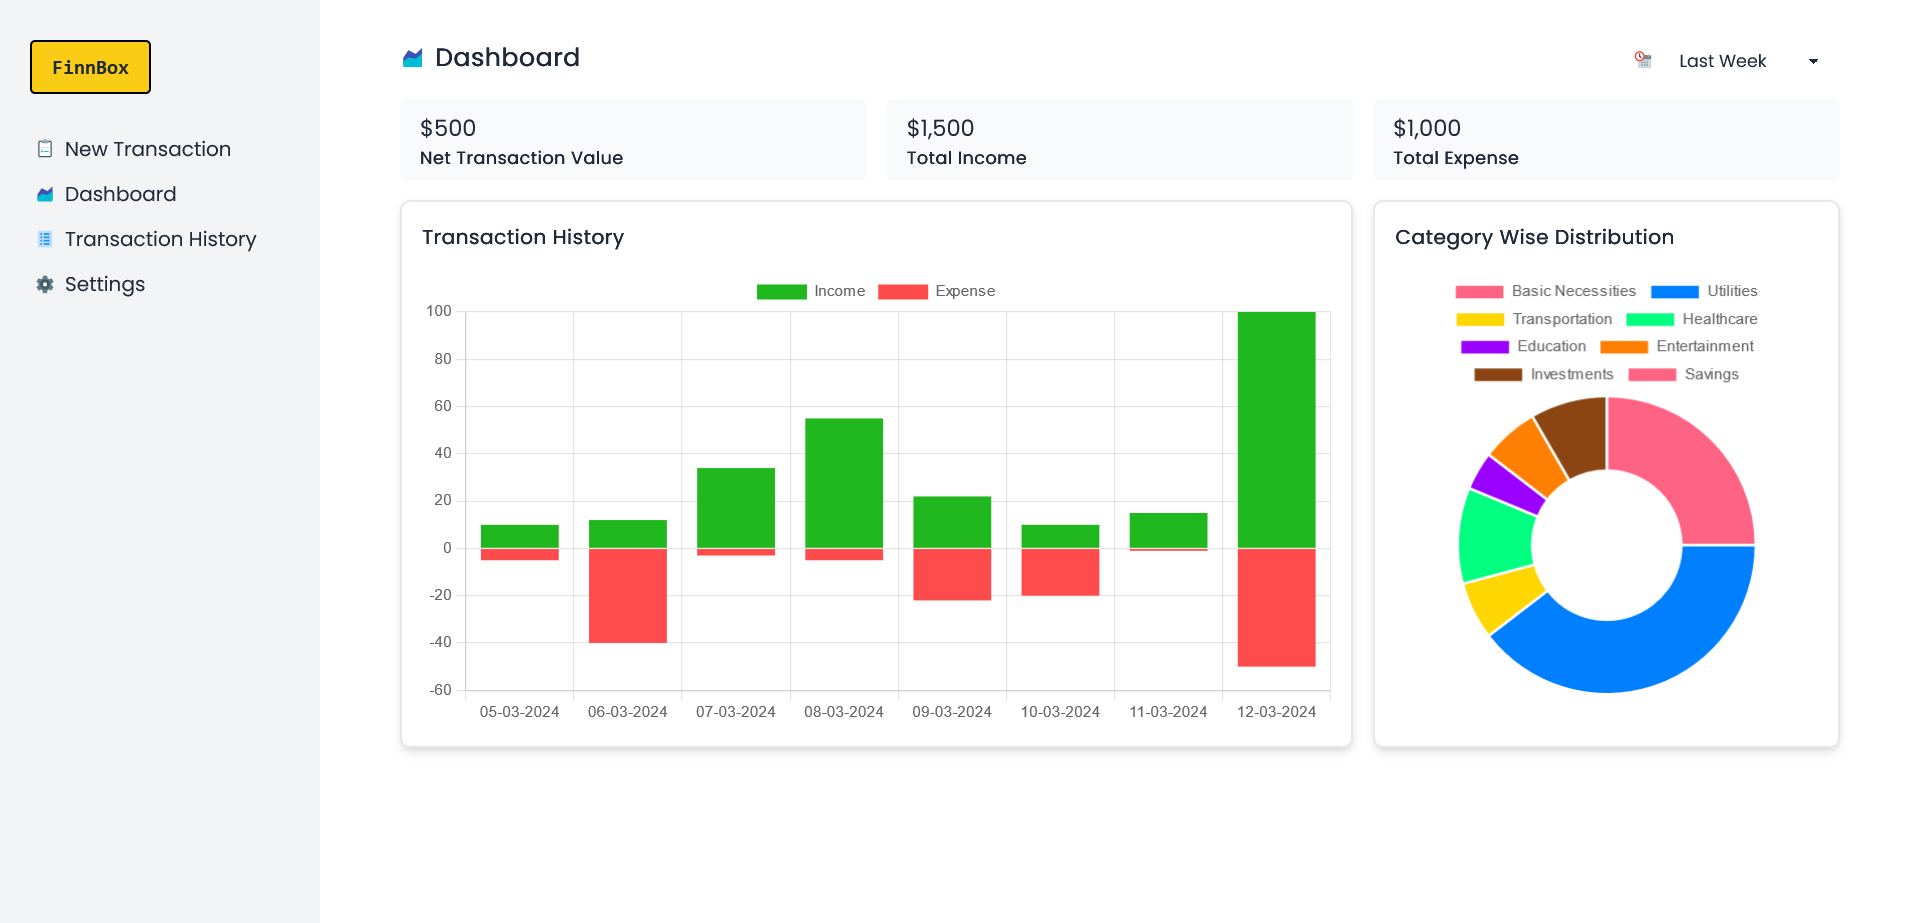 FinnBox
New Transaction
Dashboard
Transaction History
Settings
Dashboard
Last Week
$500
Net Transaction Value
$1,500
Total Income
$1,000
Total Expense
Transaction History
Income Expense
100
80
60
40
20
0
-20
-40
-60
05-03-2024 06-03-2024 07-03-2024 08-03-2024 09-03-2024 10-03-2024 11-03-2024 12-03-2024
Category Wise Distribution
Basic Necessities Utilities
Transportation Healthcare
Education Entertainment
Investments Savings